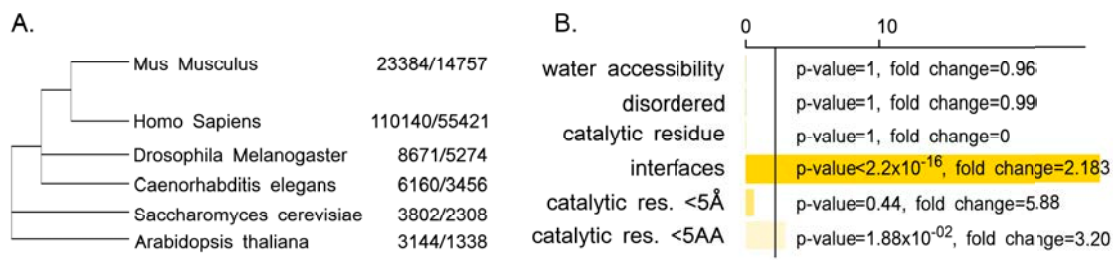 A.
Mus Musculus 23384/14757
Homo Sapiens 110140/55421
Drosophila Melanogaster 8671/5274
Caenorhabditis elegans 6160/3456
Saccharomyces cerevisiae 3802/2308
Arabidopsis thaliana 3144/1338
B.
0 10
water accessibility p-value=1, fold change=0.96
disordered p-value=1, fold change=0.99
catalytic residue p-value=1, fold change=0
interfaces p-value<2.2x10⁻¹⁶, fold change=2.183
catalytic res. <5Å p-value=0.44, fold change=5.88
catalytic res. <5AA p-value=1.88x10⁻⁰², fold change=3.20